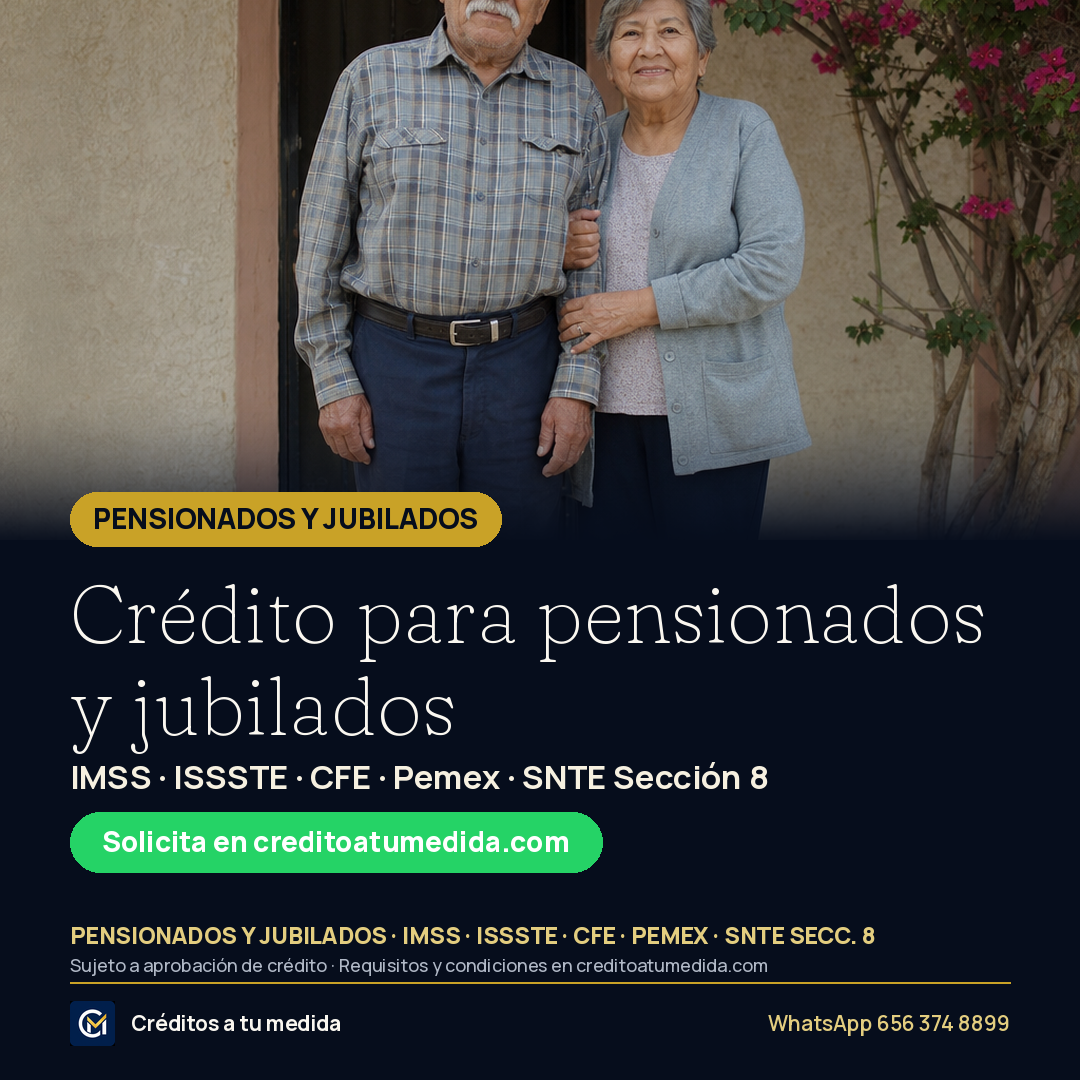 PENSIONADOS Y JUBILADOS
Crédito para pensionados
y jubilados
IMSS · ISSSTE · CFE · Pemex · SNTE Sección 8
Solicita en creditoatumedida.com
PENSIONADOS Y JUBILADOS · IMSS · ISSSTE · CFE · PEMEX · SNTE SECC. 8
Sujeto a aprobación de crédito · Requisitos y condiciones en creditoatumedida.com
Créditos a tu medida
WhatsApp 656 374 8899